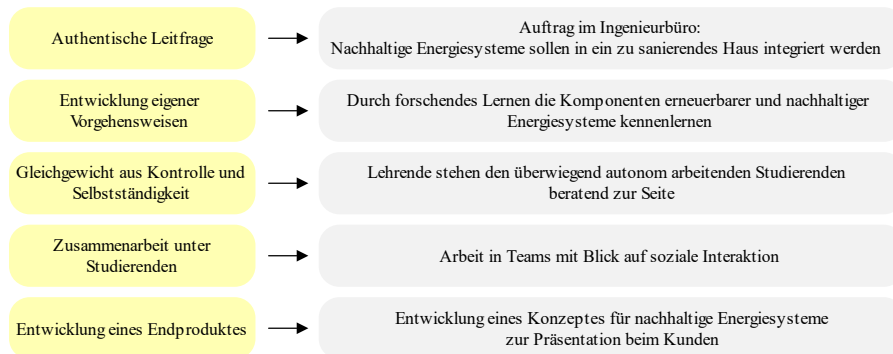 Authentische Leitfrage
Auftrag im Ingenieurbüro:
Nachhaltige Energiesysteme sollen in ein zu sanierendes Haus integriert werden
Entwicklung eigener
Vorgehensweisen
Durch forschendes Lernen die Komponenten erneuerbarer und nachhaltiger
Energiesysteme kennenlernen
Gleichgewicht aus Kontrolle und
Selbstständigkeit
Lehrende stehen den überwiegend autonom arbeitenden Studierenden
beratend zur Seite
Zusammenarbeit unter
Studierenden
Arbeit in Teams mit Blick auf soziale Interaktion
Entwicklung eines Endproduktes
Entwicklung eines Konzeptes für nachhaltige Energiesysteme
zur Präsentation beim Kunden